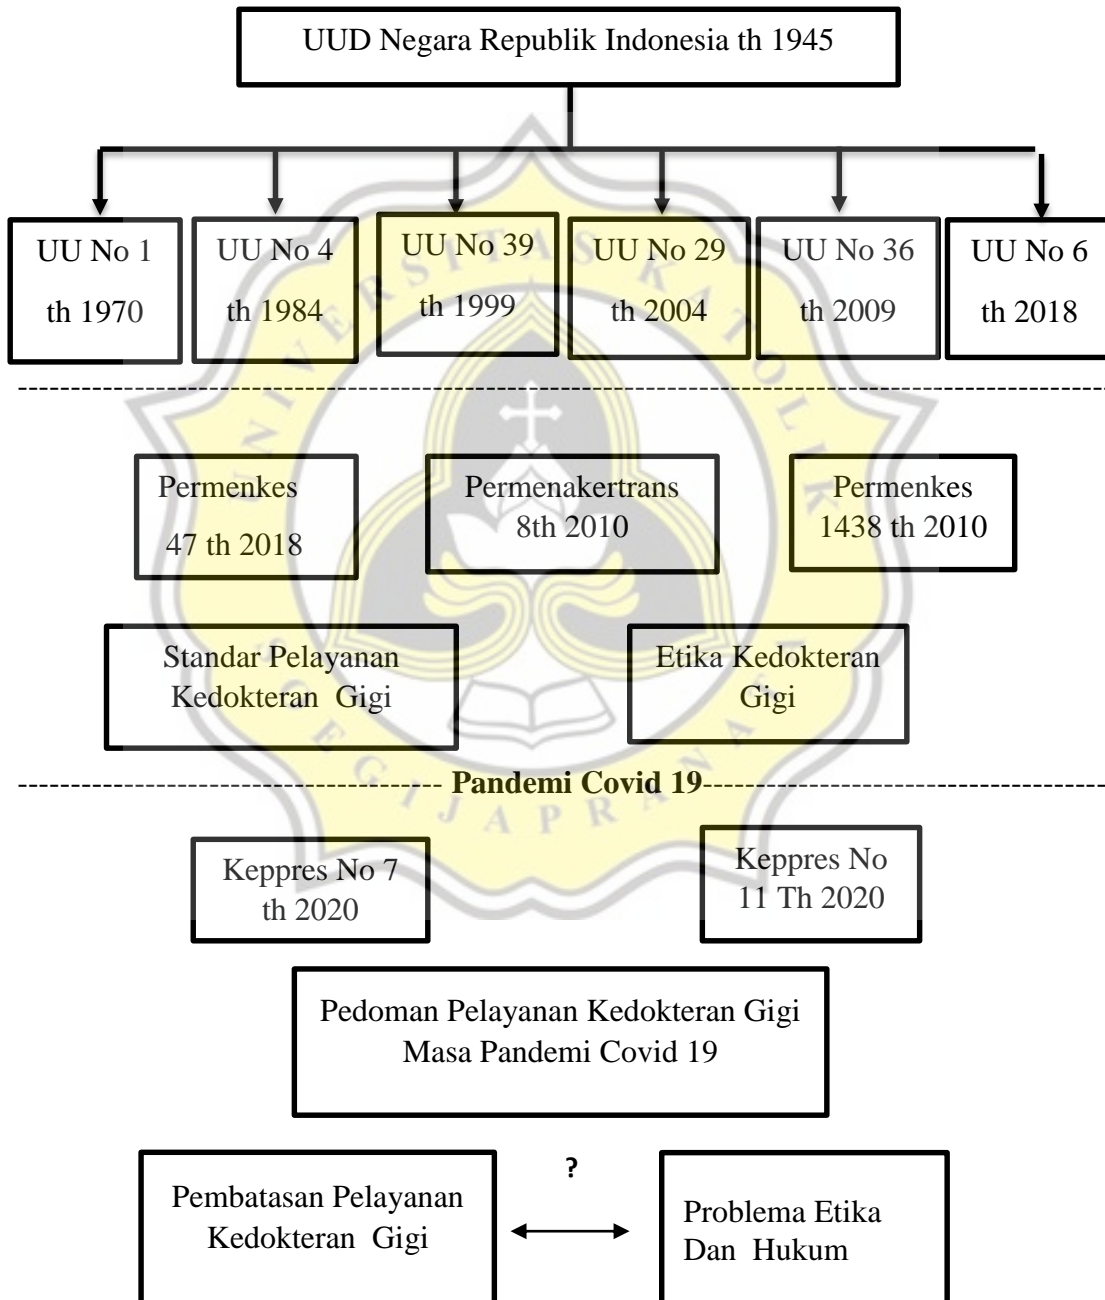 UUD Negara Republik Indonesia th 1945
UU No 1
th 1970
UU No 4
th 1984
UU No 39
th 1999
UU No 29
th 2004
UU No 36
th 2009
UU No 6
th 2018
UNIVERSITAS KATOLIK
Permenkes
47 th 2018
Permenakertrans
8th 2010
Permenkes
1438 th 2010
Standar Pelayanan
Kedokteran Gigi
Etika Kedokteran
Gigi
SOEGIJAPRANATA
Pandemi Covid 19
Keppres No 7
th 2020
Keppres No
11 Th 2020
Pedoman Pelayanan Kedokteran Gigi
Masa Pandemi Covid 19
Pembatasan Pelayanan
Kedokteran Gigi
?
Problema Etika
Dan Hukum